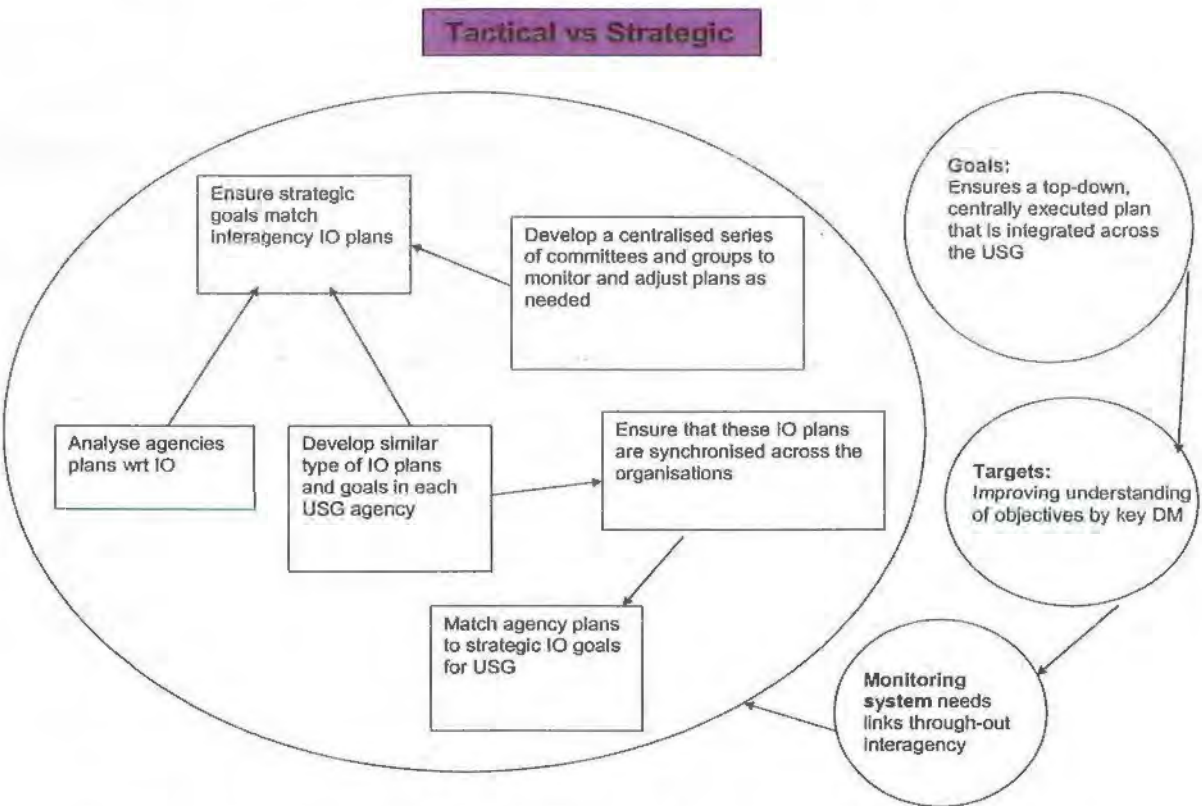 Tactical vs Strategic
Ensure strategic
goals match
interagency IO plans
Develop a centralised series
of committees and groups to
monitor and adjust plans as
needed
Analyse agencies
plans wrt IO
Develop similar
type of IO plans
and goals in each
USG agency
Ensure that these IO plans
are synchronised across the
organisations
Match agency plans
to strategic IO goals
for USG
Goals:
Ensures a top-down,
centrally executed plan
that is integrated across
the USG
Targets:
Improving understanding
of objectives by key DM
Monitoring
system needs
links through-out
interagency